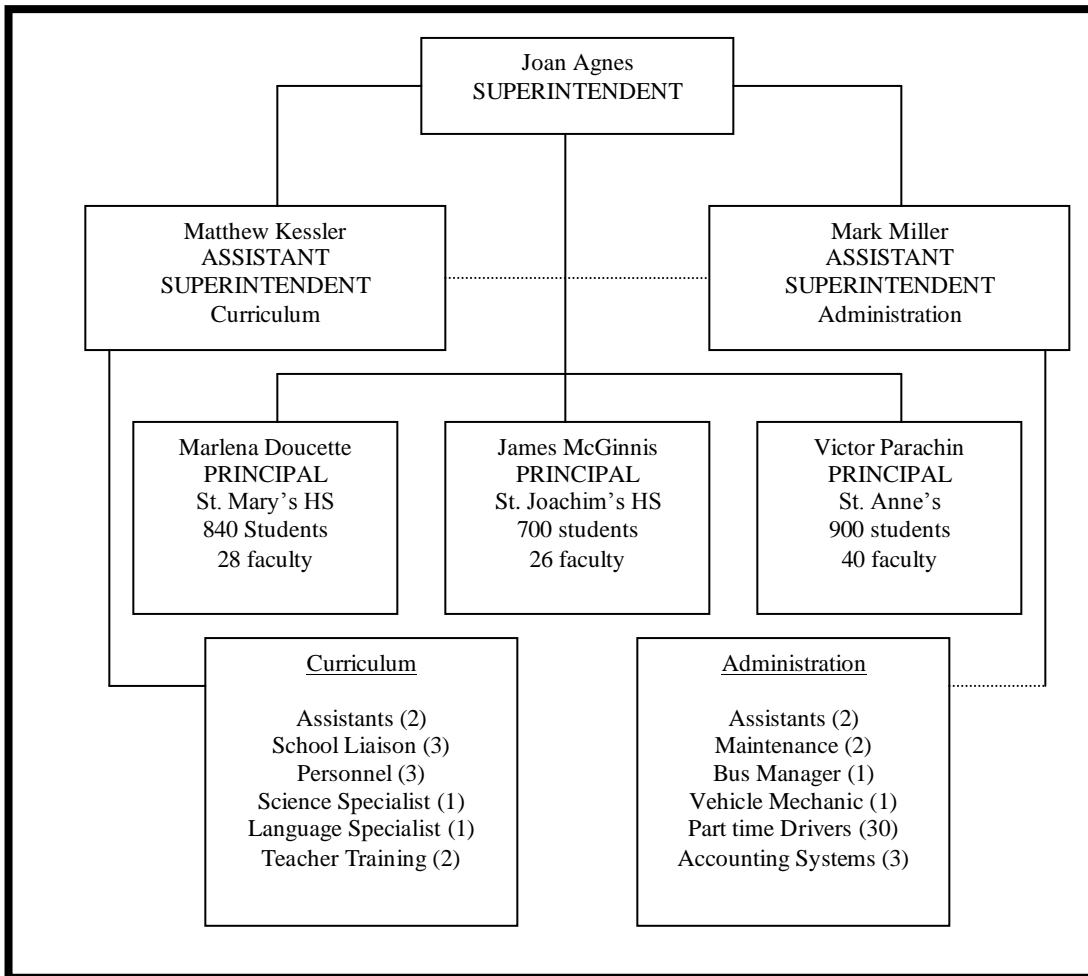 Joan Agnes
SUPERINTENDENT
Matthew Kessler
ASSISTANT
SUPERINTENDENT
Curriculum
Mark Miller
ASSISTANT
SUPERINTENDENT
Administration
Marlena Doucette
PRINCIPAL
St. Mary’s HS
840 Students
28 faculty
James McGinnis
PRINCIPAL
St. Joachim’s HS
700 students
26 faculty
Victor Parachin
PRINCIPAL
St. Anne’s
900 students
40 faculty
Curriculum
Assistants (2)
School Liaison (3)
Personnel (3)
Science Specialist (1)
Language Specialist (1)
Teacher Training (2)
Administration
Assistants (2)
Maintenance (2)
Bus Manager (1)
Vehicle Mechanic (1)
Part time Drivers (30)
Accounting Systems (3)